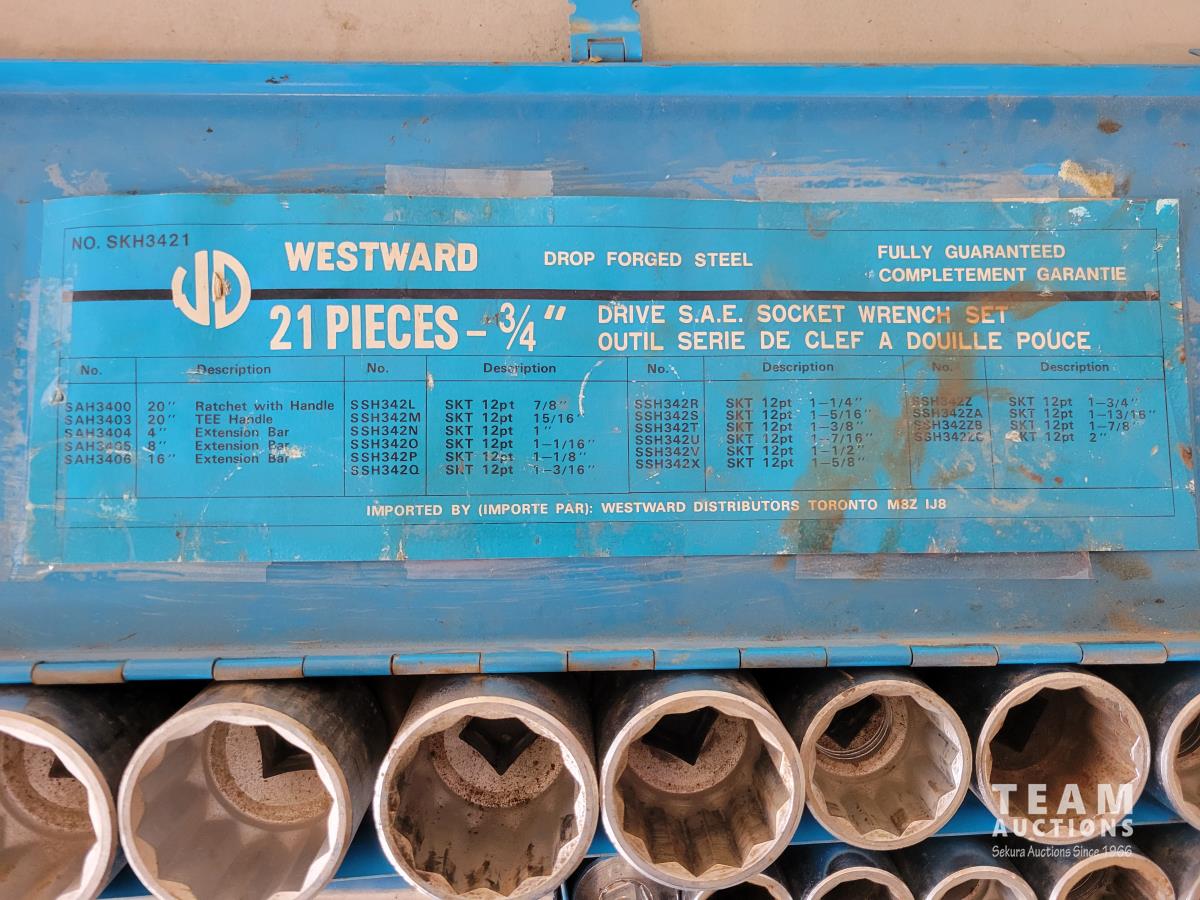 NO. SKH3421
WESTWARD
DROP FORGED STEEL
FULLY GUARANTEED
COMPLETEMENT GARANTIE
21 PIECES – 3/4"
DRIVE S.A.E. SOCKET WRENCH SET
OUTIL SERIE DE CLEF A DOUILLE POUCE
No. Description No. Description No. Description No. Description
SAH3400 20" Ratchet with Handle
SAH3403 20" TEE Handle
SAH3404 4" Extension Bar
SAH3405 8" Extension Bar
SAH3406 16" Extension Bar
SSH342L SKT 12pt 7/8"
SSH342M SKT 12pt 15/16"
SSH342N SKT 12pt 1"
SSH342O SKT 12pt 1–1/16"
SSH342P SKT 12pt 1–1/8"
SSH342Q SKT 12pt 1–3/16"
SSH342R SKT 12pt 1–1/4"
SSH342S SKT 12pt 1–5/16"
SSH342T SKT 12pt 1–3/8"
SSH342U SKT 12pt 1–7/16"
SSH342V SKT 12pt 1–1/2"
SSH342X SKT 12pt 1–5/8"
SSH342Z SKT 12pt 1–3/4"
SSH342ZA SKT 12pt 1–13/16"
SSH342ZB SKT 12pt 1–7/8"
SSH342ZC SKT 12pt 2"
IMPORTED BY (IMPORTE PAR): WESTWARD DISTRIBUTORS TORONTO M8Z IJ8
TEAM
AUCTIONS
Sekura Auctions Since 1966